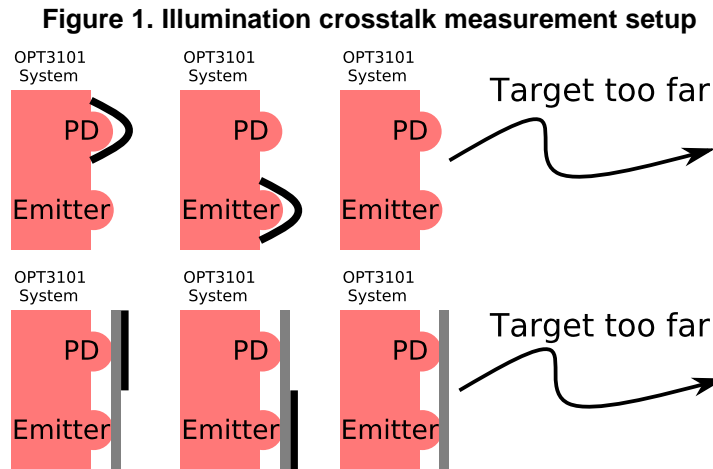 Figure 1. Illumination crosstalk measurement setup
OPT3101
System
PD
Emitter
OPT3101
System
PD
Emitter
OPT3101
System
PD
Emitter
Target too far
OPT3101
System
PD
Emitter
OPT3101
System
PD
Emitter
OPT3101
System
PD
Emitter
Target too far